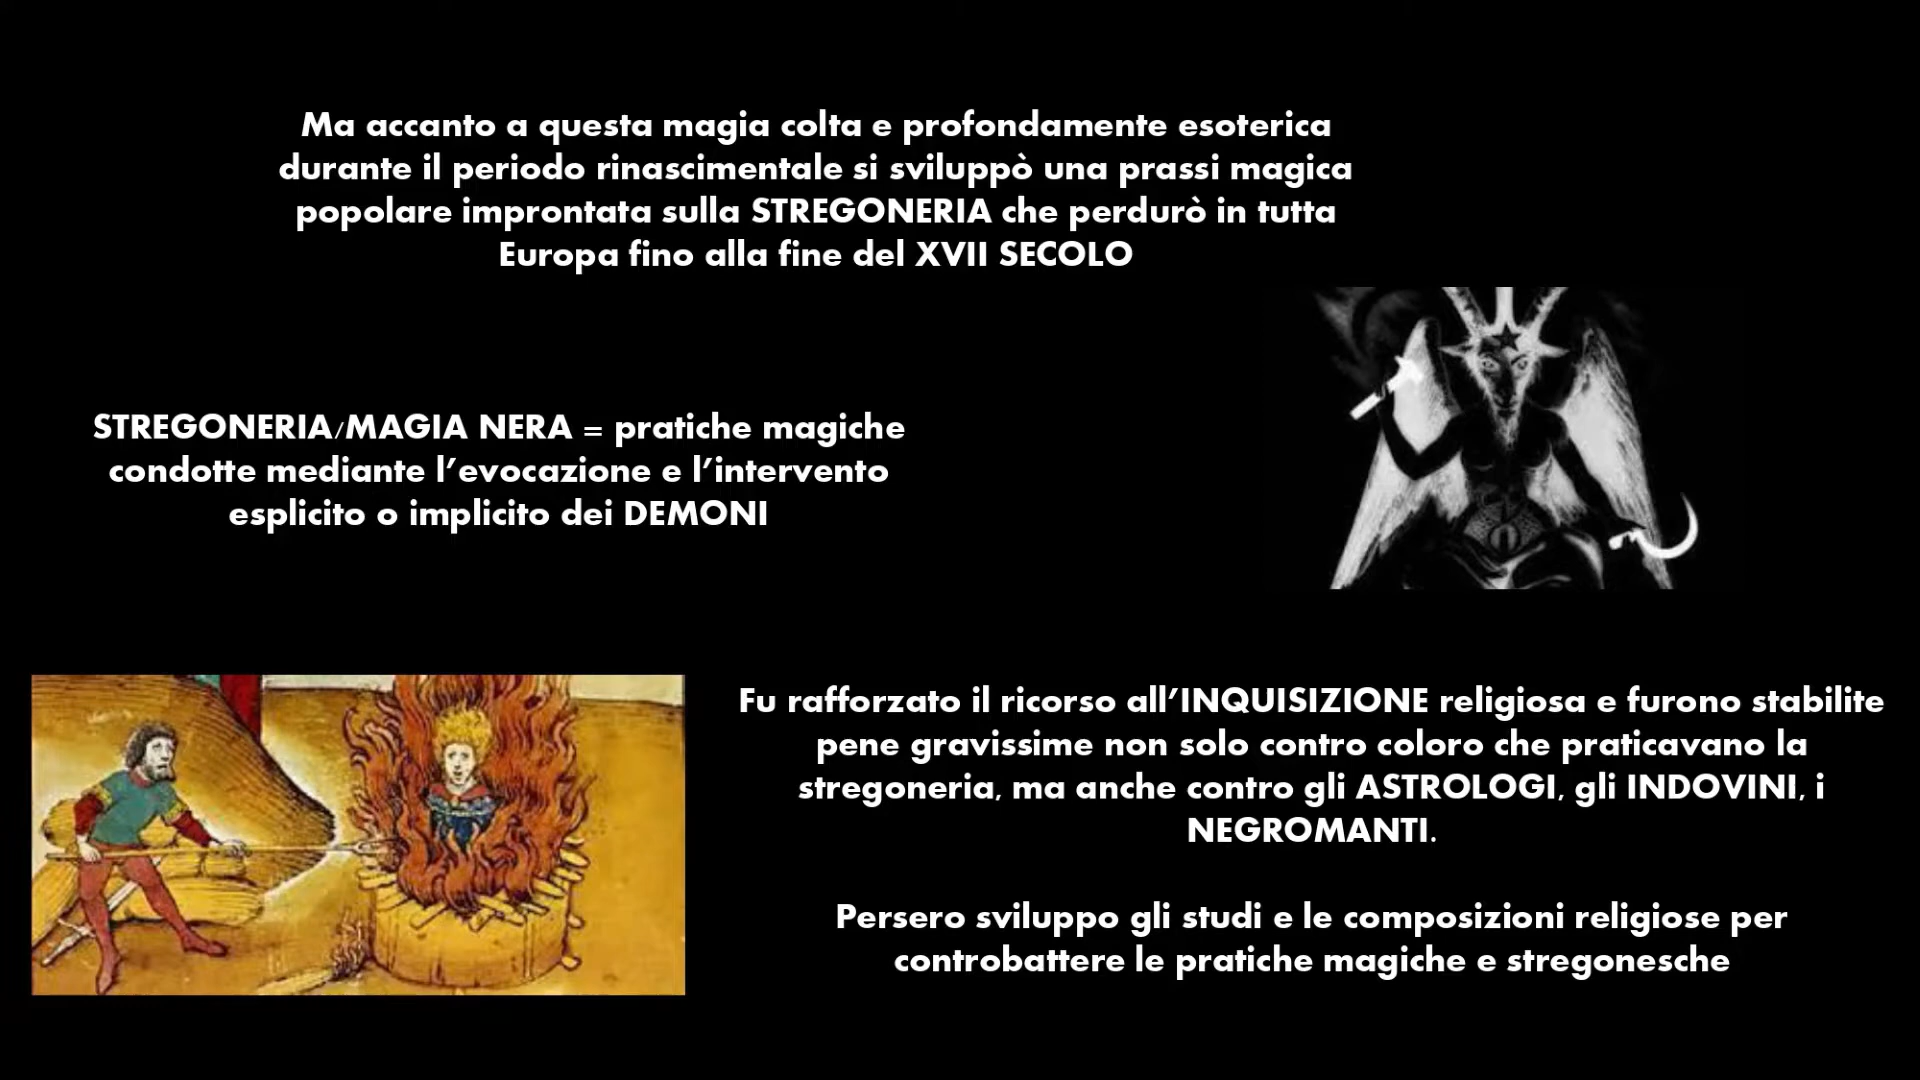 Ma accanto a questa magia colta e profondamente esoterica
durante il periodo rinascimentale si sviluppò una prassi magica
popolare improntata sulla STREGONERIA che perdurò in tutta
Europa fino alla fine del XVII SECOLO
STREGONERIA/MAGIA NERA = pratiche magiche
condotte mediante l’evocazione e l’intervento
esplicito o implicito dei DEMONI
Fu rafforzato il ricorso all’INQUISIZIONE religiosa e furono stabilite
pene gravissime non solo contro coloro che praticavano la
stregoneria, ma anche contro gli ASTROLOGI, gli INDOVINI, i
NEGROMANTI.
Persero sviluppo gli studi e le composizioni religiose per
controbattere le pratiche magiche e stregonesche